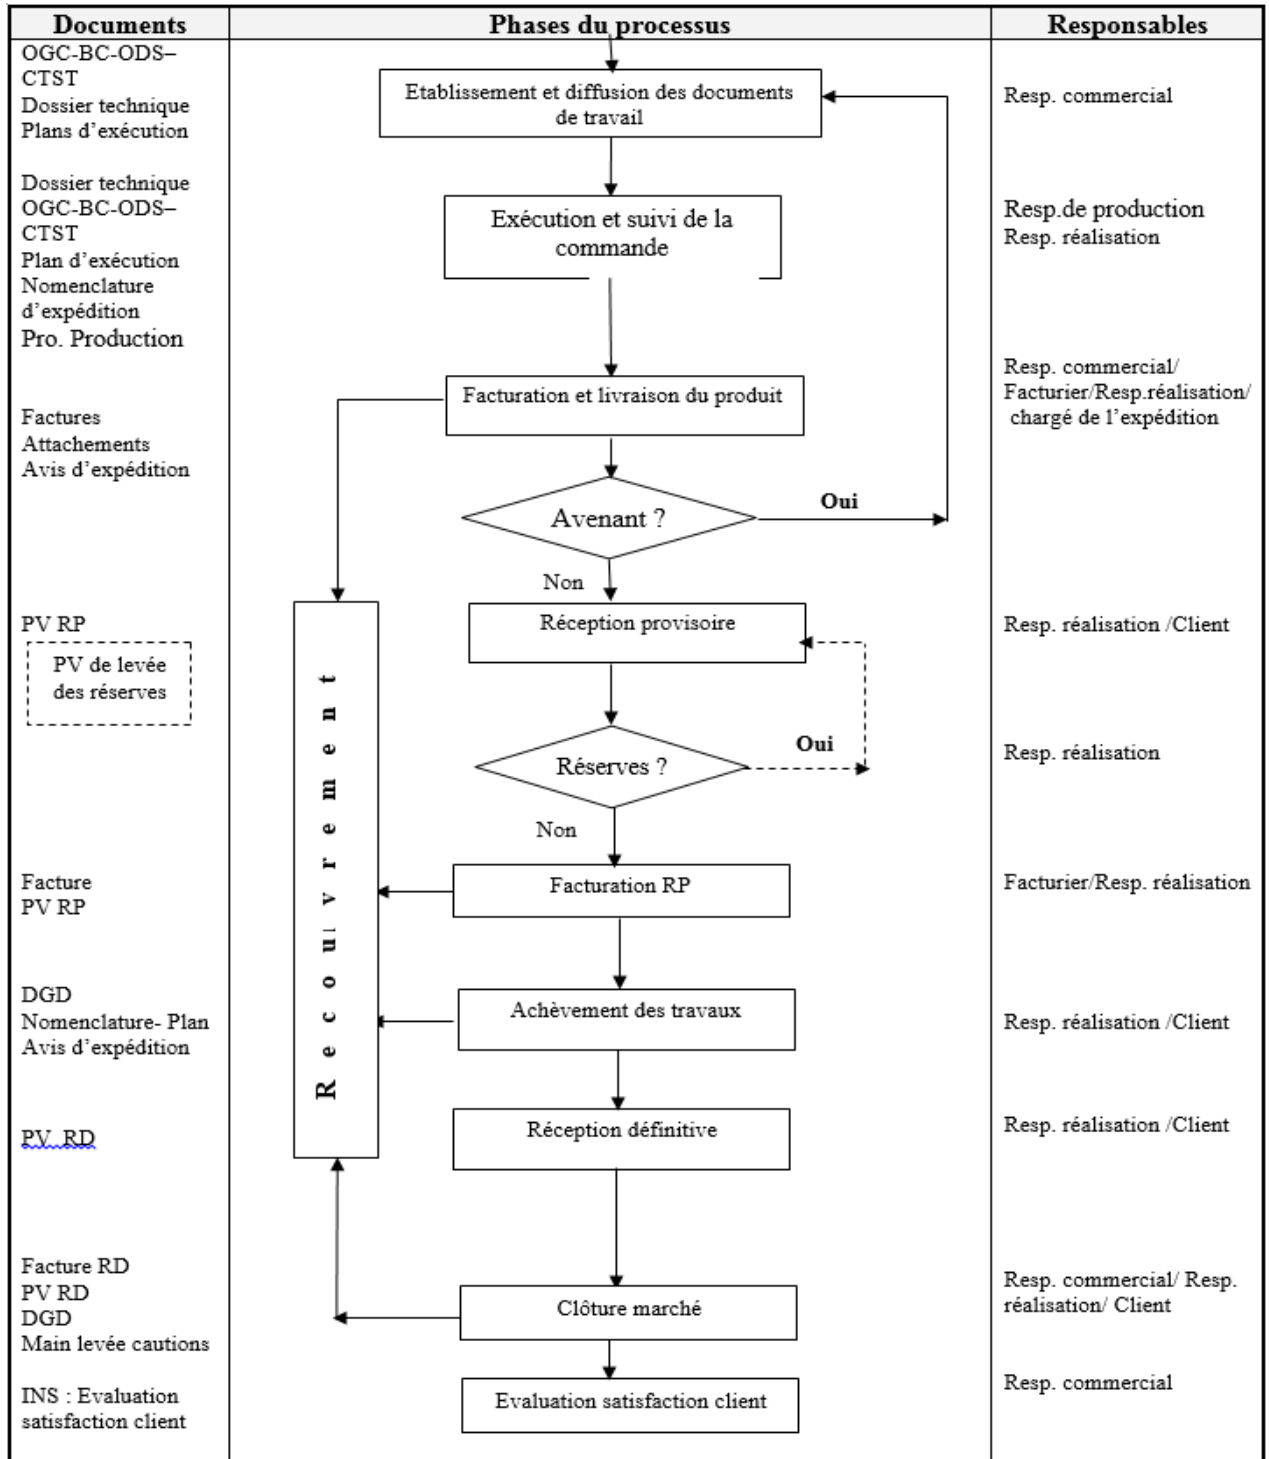 Documents
Phases du processus
Responsables
OGC-BC-ODS–
CTST
Dossier technique
Plans d'exécution
Etablissement et diffusion des documents
de travail
Resp. commercial
Dossier technique
OGC-BC-ODS–
CTST
Plan d'exécution
Nomenclature
d'expédition
Pro. Production
Exécution et suivi de la
commande
Resp.de production
Resp. réalisation
Factures
Attachements
Avis d'expédition
Facturation et livraison du produit
Resp. commercial/
Facturier/Resp.réalisation/
chargé de l'expédition
Avenant ?
Oui
Non
PV RP
PV de levée
des réserves
Réception provisoire
Resp. réalisation /Client
Recouvrement
Réserves ?
Oui
Non
Resp. réalisation
Facture
PV RP
Facturation RP
Facturier/Resp. réalisation
DGD
Nomenclature- Plan
Avis d'expédition
Achèvement des travaux
Resp. réalisation /Client
PV RD
Réception définitive
Resp. réalisation /Client
Facture RD
PV RD
DGD
Main levée cautions
Clôture marché
Resp. commercial/ Resp.
réalisation/ Client
INS : Evaluation
satisfaction client
Evaluation satisfaction client
Resp. commercial